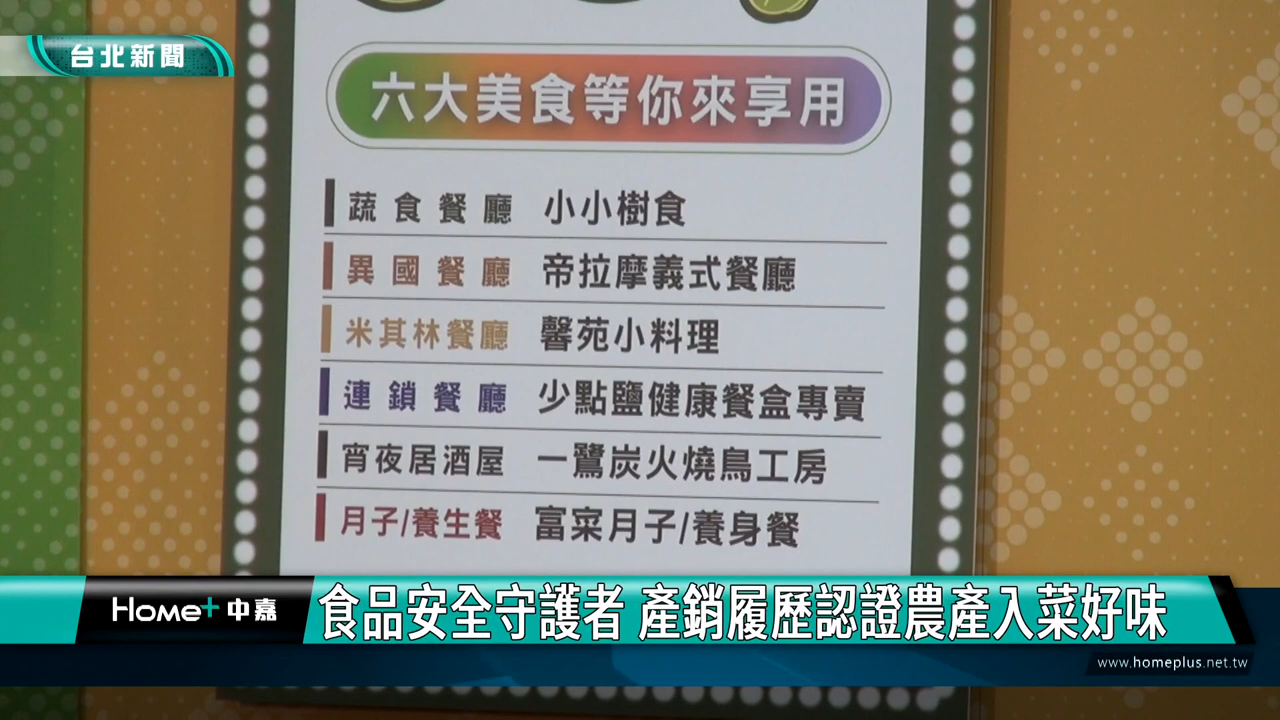 台北新聞
六大美食等你來享用
蔬食餐廳 小小樹食
異國餐廳 帝拉摩義式餐廳
米其林餐廳 馨苑小料理
連鎖餐廳 少點鹽健康餐盒專賣
宵夜居酒屋 一鷺炭火燒鳥工房
月子/養生餐 富寀月子/養身餐
Home+中嘉 食品安全守護者 產銷履歷認證農產入菜好味
www.homeplus.net.tw